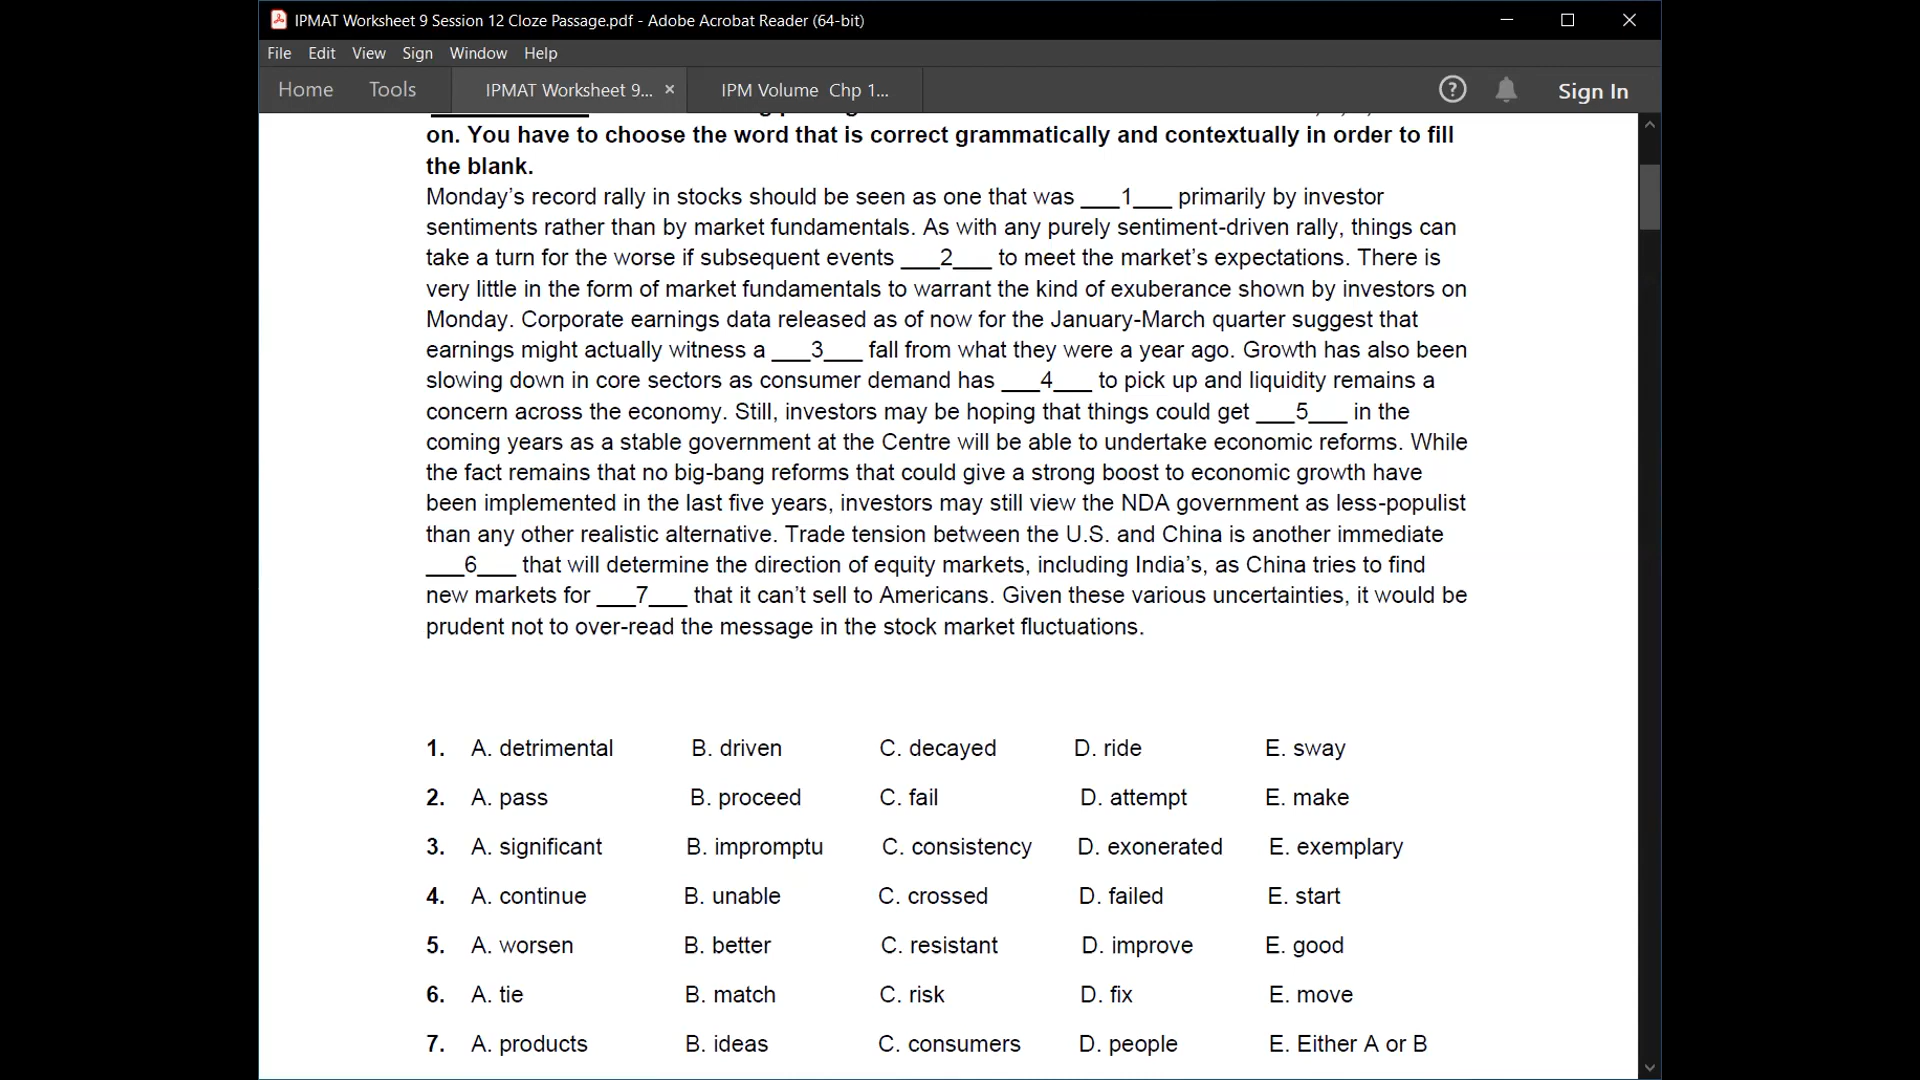 IPMAT Worksheet 9 Session 12 Cloze Passage.pdf - Adobe Acrobat Reader (64-bit)
File Edit View Sign Window Help
Home Tools IPMAT Worksheet 9... × IPM Volume Chp 1... ? Sign In
on. You have to choose the word that is correct grammatically and contextually in order to fill
the blank.
Monday’s record rally in stocks should be seen as one that was ___1___ primarily by investor
sentiments rather than by market fundamentals. As with any purely sentiment-driven rally, things can
take a turn for the worse if subsequent events ___2___ to meet the market’s expectations. There is
very little in the form of market fundamentals to warrant the kind of exuberance shown by investors on
Monday. Corporate earnings data released as of now for the January-March quarter suggest that
earnings might actually witness a ___3___ fall from what they were a year ago. Growth has also been
slowing down in core sectors as consumer demand has ___4___ to pick up and liquidity remains a
concern across the economy. Still, investors may be hoping that things could get ___5___ in the
coming years as a stable government at the Centre will be able to undertake economic reforms. While
the fact remains that no big-bang reforms that could give a strong boost to economic growth have
been implemented in the last five years, investors may still view the NDA government as less-populist
than any other realistic alternative. Trade tension between the U.S. and China is another immediate
___6___ that will determine the direction of equity markets, including India’s, as China tries to find
new markets for ___7___ that it can’t sell to Americans. Given these various uncertainties, it would be
prudent not to over-read the message in the stock market fluctuations.
1. A. detrimental B. driven C. decayed D. ride E. sway
2. A. pass B. proceed C. fail D. attempt E. make
3. A. significant B. impromptu C. consistency D. exonerated E. exemplary
4. A. continue B. unable C. crossed D. failed E. start
5. A. worsen B. better C. resistant D. improve E. good
6. A. tie B. match C. risk D. fix E. move
7. A. products B. ideas C. consumers D. people E. Either A or B